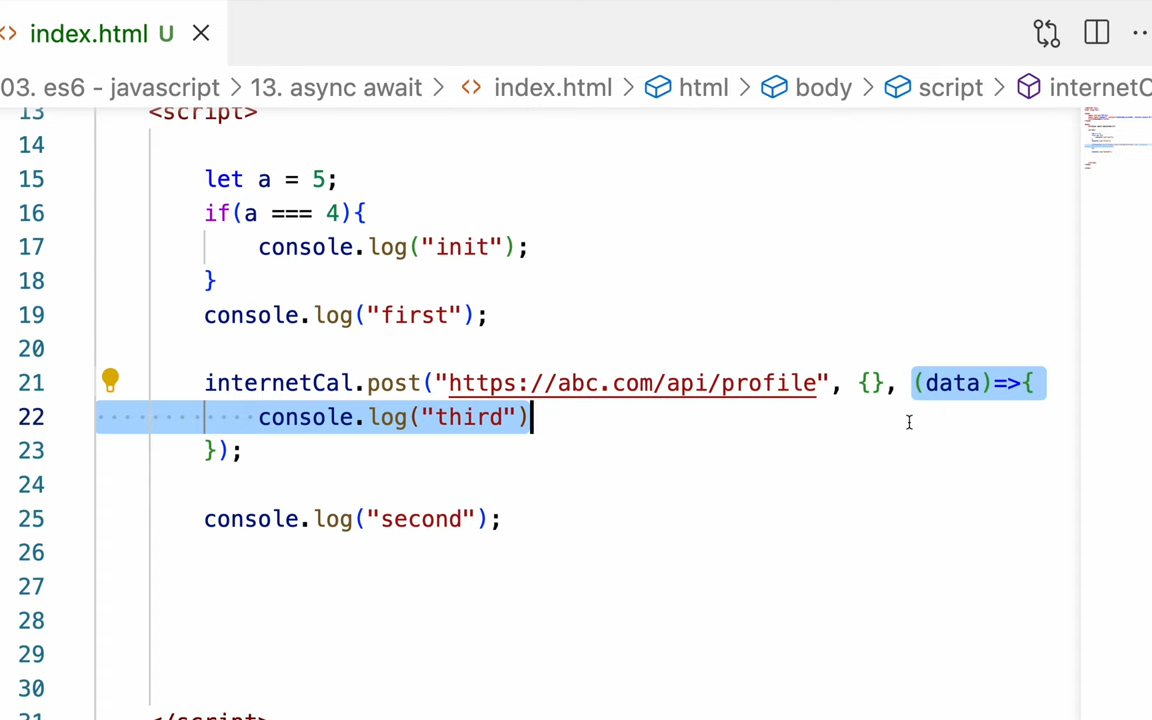 index.html U
03. es6 - javascript > 13. async await > index.html > html > body > script > internetC
13 <script>
14
15 let a = 5;
16 if(a === 4){
17 console.log("init");
18 }
19 console.log("first");
20
21 internetCal.post("https://abc.com/api/profile", {}, (data)=>{
22 console.log("third")
23 });
24
25 console.log("second");
26
27
28
29
30
31 </script>